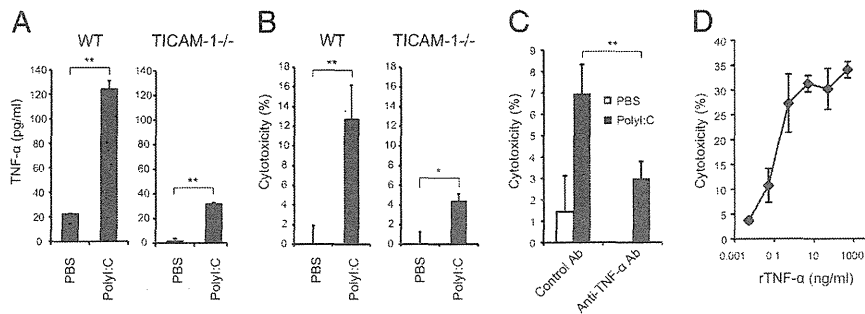 A
WT
TICAM-1-/-
TNF-α (pg/ml)
140
120
100
80
60
40
20
0
**
PBS
PolyI:C
140
120
100
80
60
40
20
0
**
PBS
PolyI:C
B
WT
TICAM-1-/-
Cytotoxicity (%)
18
16
14
12
10
8
6
4
2
0
**
PBS
PolyI:C
Cytotoxicity (%)
18
16
14
12
10
8
6
4
2
0
*
PBS
PolyI:C
C
Cytotoxicity (%)
9
8
7
6
5
4
3
2
1
0
**
PBS
PolyI:C
Control Ab
Anti-TNF-α Ab
D
Cytotoxicity (%)
40
35
30
25
20
15
10
5
0
0.001
0.1
10
1000
rTNF-α (ng/ml)